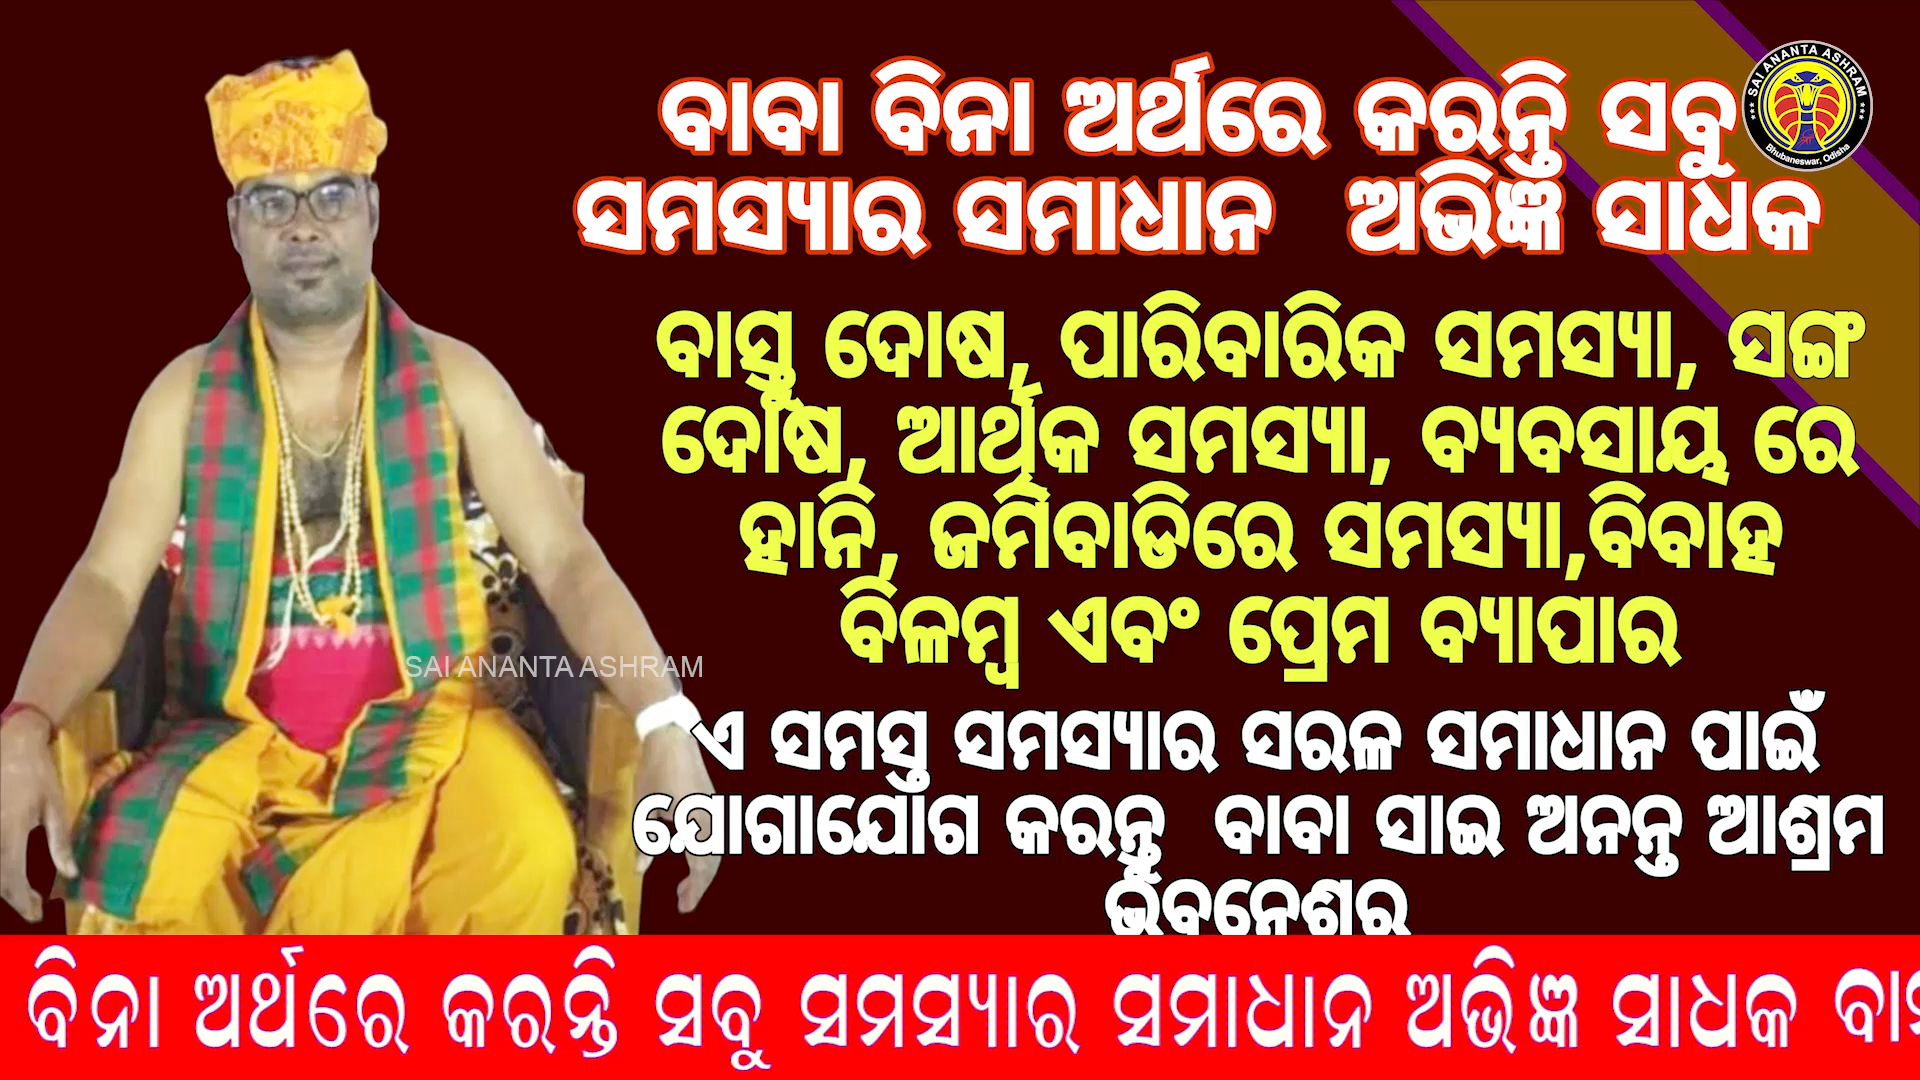 ବାବା ବିନା ଅର୍ଥରେ କରନ୍ତି ସବୁ
ସମସ୍ୟାର ସମାଧାନ ଅଭିଜ୍ଞ ସାଧକ
SAI ANANTA ASHRAM
Bhubaneswar, Odisha
ବାସ୍ତୁ ଦୋଷ, ପାରିବାରିକ ସମସ୍ୟା, ସଙ୍ଗ
ଦୋଷ, ଆର୍ଥିକ ସମସ୍ୟା, ବ୍ୟବସାୟ ରେ
ହାନି, ଜମିବାଡିରେ ସମସ୍ୟା,ବିବାହ
ବିଳମ୍ବ ଏବଂ ପ୍ରେମ ବ୍ୟାପାର
SAI ANANTA ASHRAM
ଏ ସମସ୍ତ ସମସ୍ୟାର ସରଳ ସମାଧାନ ପାଇଁ
ଯୋଗାଯୋଗ କରନ୍ତୁ ବାବା ସାଇ ଅନନ୍ତ ଆଶ୍ରମ
ଭୁବନେଶ୍ୱର
ବିନା ଅର୍ଥରେ କରନ୍ତି ସବୁ ସମସ୍ୟାର ସମାଧାନ ଅଭିଜ୍ଞ ସାଧକ